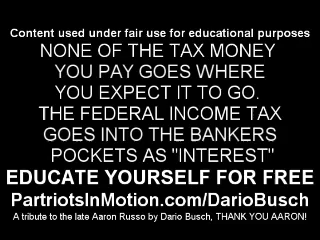 Content used under fair use for educational purposes
NONE OF THE TAX MONEY
YOU PAY GOES WHERE
YOU EXPECT IT TO GO.
THE FEDERAL INCOME TAX
GOES INTO THE BANKERS
POCKETS AS "INTEREST"
EDUCATE YOURSELF FOR FREE
PartriotsInMotion.com/DarioBusch
A tribute to the late Aaron Russo by Dario Busch, THANK YOU AARON!